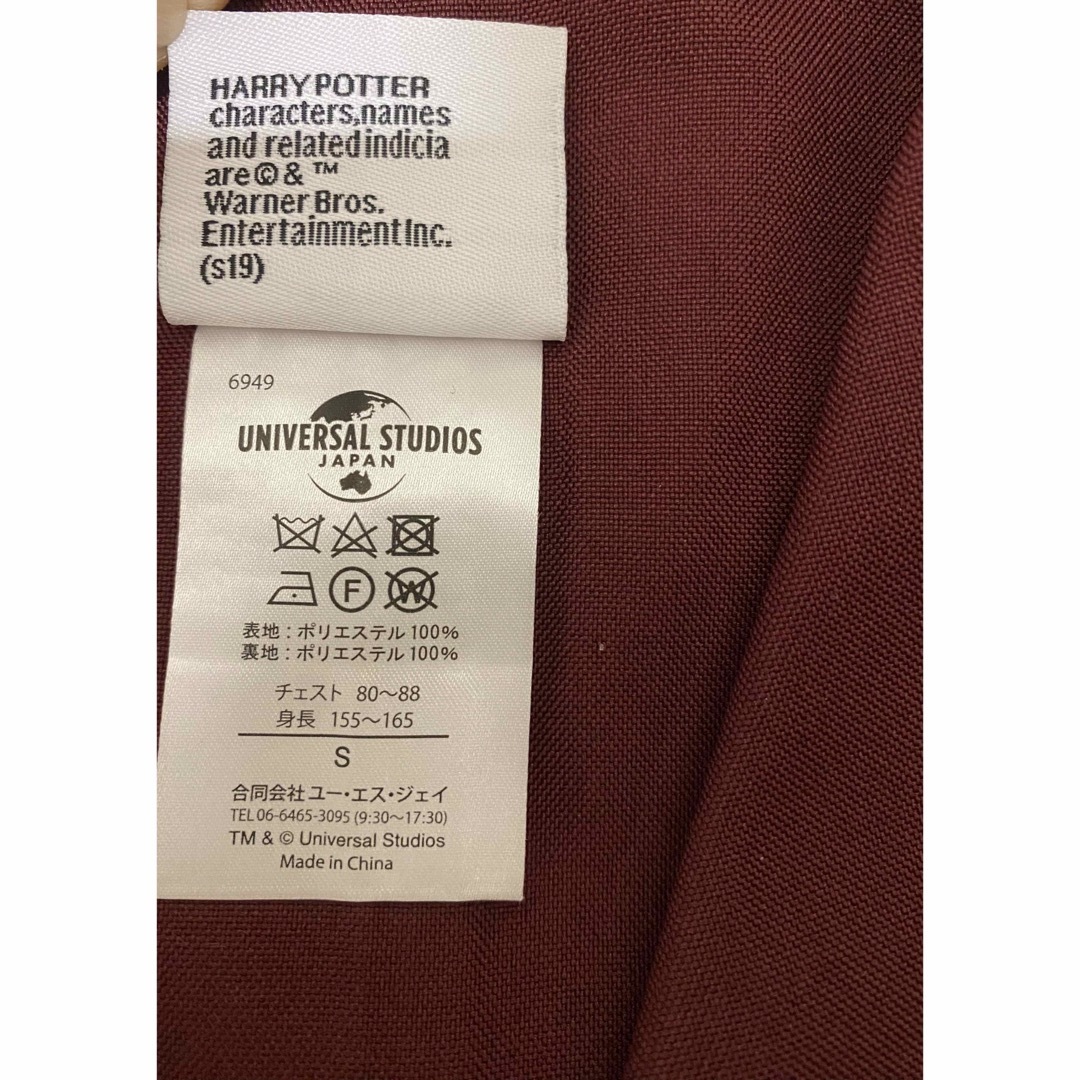 HARRY POTTER
characters,names
and related indicia
are © & ™
Warner Bros.
Entertainment Inc.
(s19)
6949
UNIVERSAL STUDIOS
JAPAN
F
W
表地:ポリエステル100%
裏地:ポリエステル100%
チェスト 80～88
身長 155～165
S
合同会社ユー・エス・ジェイ
TEL 06-6465-3095 (9:30～17:30)
TM & © Universal Studios
Made in China